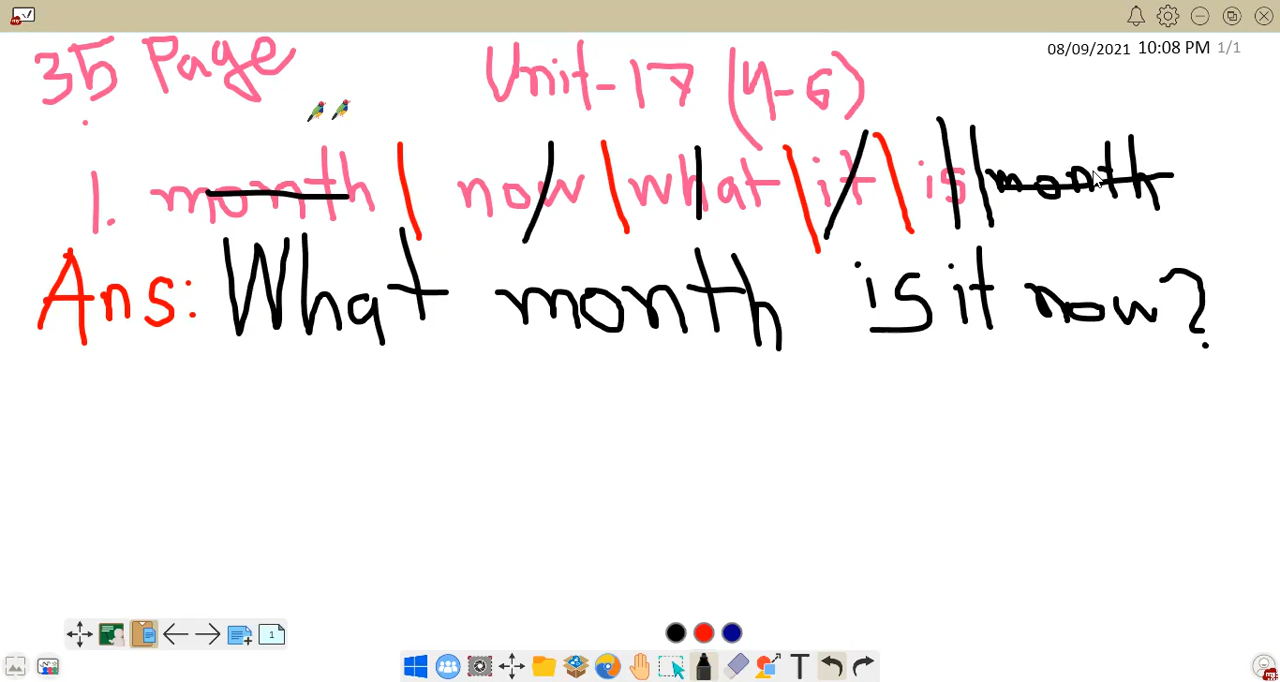 08/09/2021 10:08 PM 1/1
35 Page Unit-17 (4-6)
1. month / now / what / it / is / month
Ans: What month is it now?
1